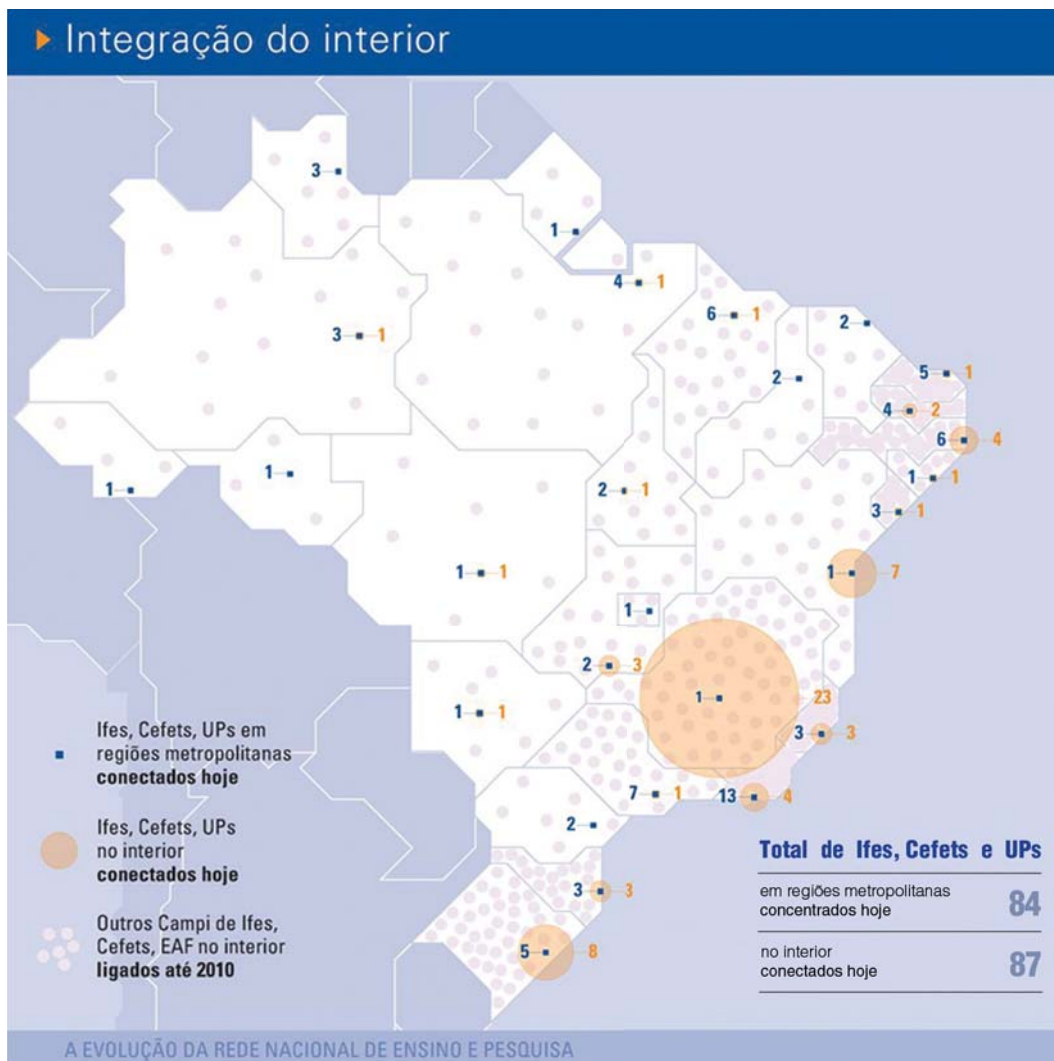 Integração do interior
3
1
4 1
6 1
2
3 1
2
5 1
4 2
6 4
1
1
2 1
1 1
3 1
1 1
1 7
1
2 3
1 23
1 1
3 3
7 1
13 4
2
3 3
5 8
Ifes, Cefets, UPs em
regiões metropolitanas
conectados hoje
Ifes, Cefets, UPs
no interior
conectados hoje
Outros Campi de Ifes,
Cefets, EAF no interior
ligados até 2010
Total de Ifes, Cefets e UPs
em regiões metropolitanas
concentrados hoje 84
no interior
conectados hoje 87
A EVOLUÇÃO DA REDE NACIONAL DE ENSINO E PESQUISA